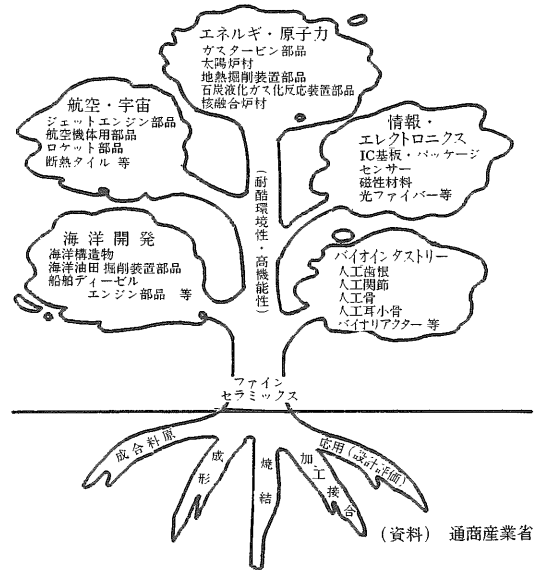 エネルギ・原子力
ガスタービン部品
太陽炉材
地熱掘削装置部品
石炭液化ガス化反応装置部品
核融合炉材
航空・宇宙
ジェットエンジン部品
航空機体用部品
ロケット部品
断熱タイル 等
情報・
エレクトロニクス
IC基板・パッケージ
センサー
磁性材料
光ファイバー等
海洋開発
海洋構造物
海洋油田掘削装置部品
船舶ディーゼル
エンジン部品 等
(耐酷環境性・高機能性)
バイオインダストリー
人工歯根
人工関節
人工骨
人工耳小骨
バイナリアクター等
ファイン
セラミックス
成合料原
成形
焼結
加工接合
応用(設計評価)
(資料) 通商産業省